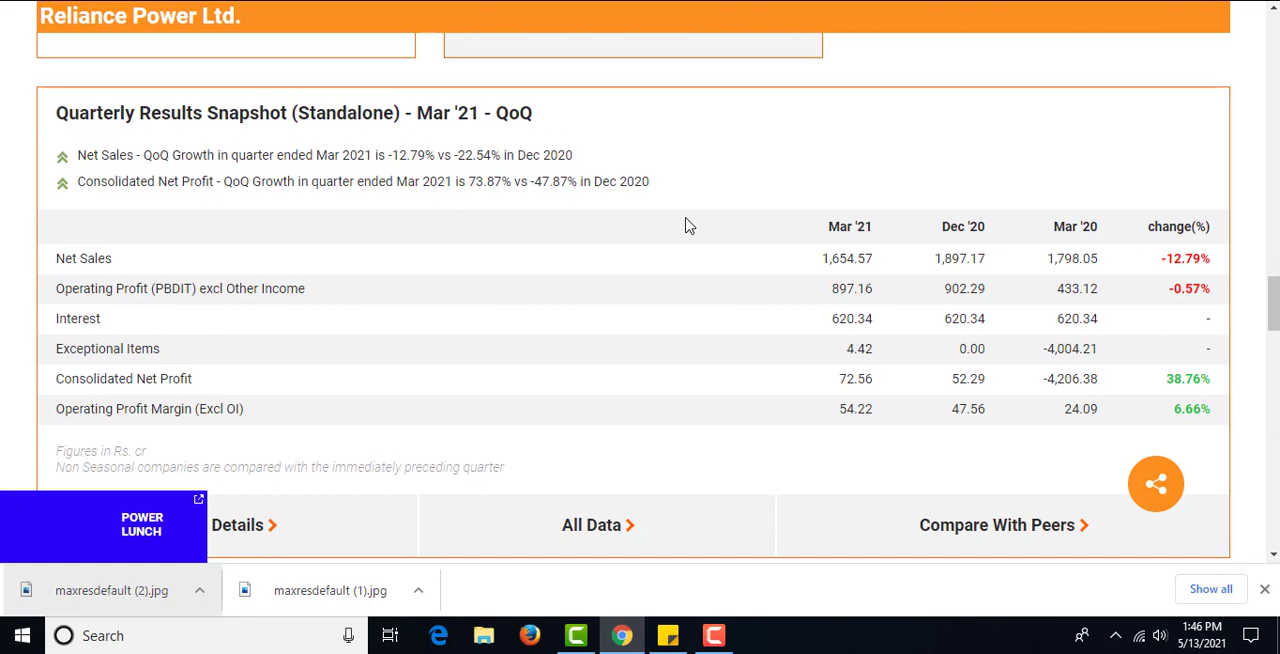 Reliance Power Ltd.
Quarterly Results Snapshot (Standalone) - Mar '21 - QoQ
Net Sales - QoQ Growth in quarter ended Mar 2021 is -12.79% vs -22.54% in Dec 2020
Consolidated Net Profit - QoQ Growth in quarter ended Mar 2021 is 73.87% vs -47.87% in Dec 2020
Mar '21 Dec '20 Mar '20 change(%)
Net Sales 1,654.57 1,897.17 1,798.05 -12.79%
Operating Profit (PBDIT) excl Other Income 897.16 902.29 433.12 -0.57%
Interest 620.34 620.34 620.34 -
Exceptional Items 4.42 0.00 -4,004.21 -
Consolidated Net Profit 72.56 52.29 -4,206.38 38.76%
Operating Profit Margin (Excl OI) 54.22 47.56 24.09 6.66%
Figures in Rs. cr
Non Seasonal companies are compared with the immediately preceding quarter
POWER
LUNCH
Details All Data Compare With Peers
maxresdefault (2).jpg maxresdefault (1).jpg Show all
Search 1:46 PM
5/13/2021